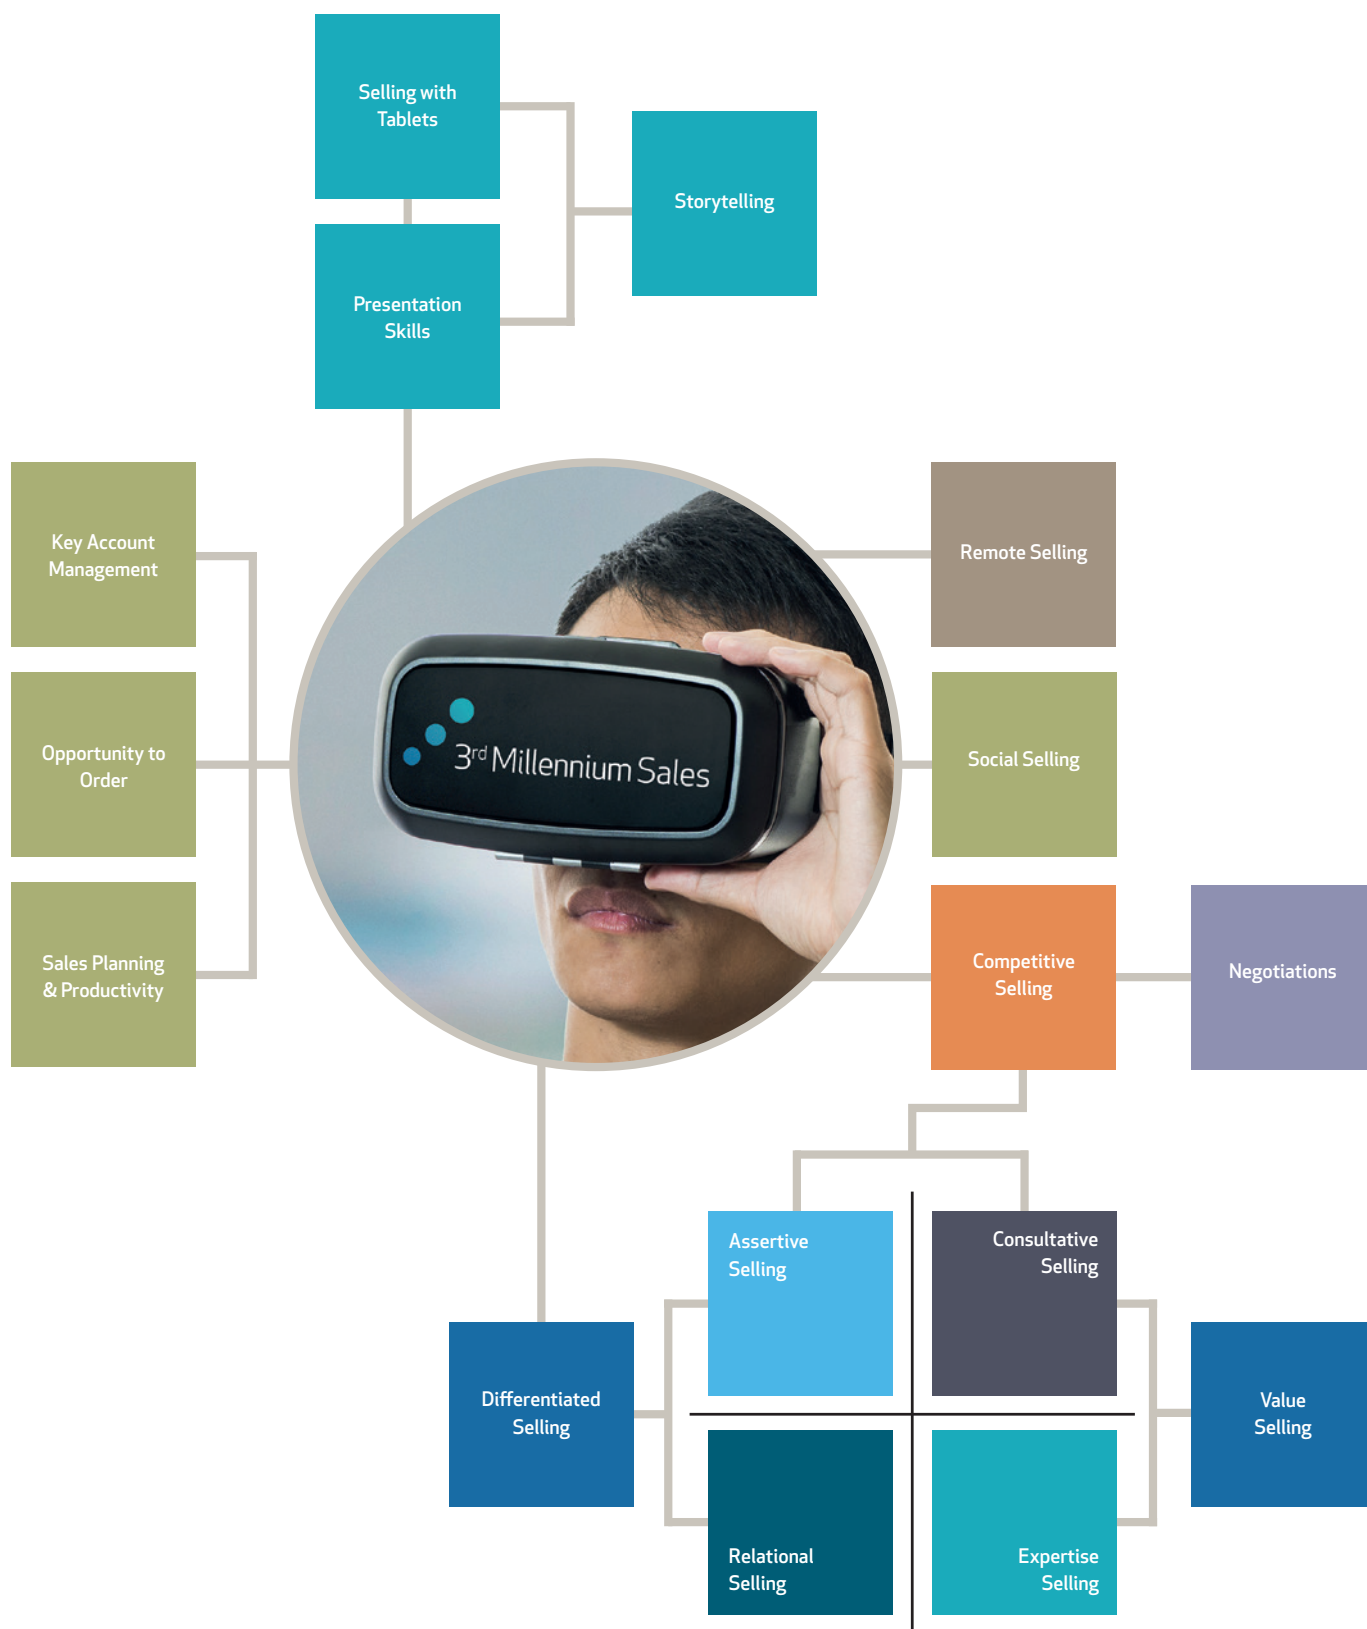 Selling with
Tablets
Storytelling
Presentation
Skills
Key Account
Management
Remote Selling
Opportunity to
Order
3rd Millennium Sales
Social Selling
Sales Planning
& Productivity
Competitive
Selling
Negotiations
Assertive
Selling
Consultative
Selling
Differentiated
Selling
Value
Selling
Relational
Selling
Expertise
Selling